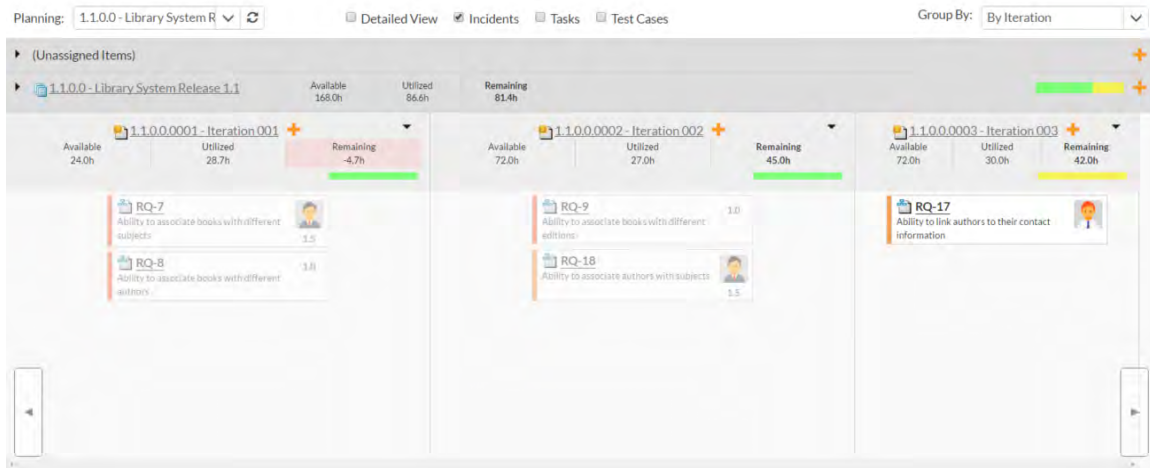 Planning: 1.1.0.0 - Library System R Detailed View Incidents Tasks Test Cases Group By: By Iteration
(Unassigned Items)
1.1.0.0 - Library System Release 1.1 Available Utilized Remaining
168.0h 86.6h 81.4h
1.1.0.0.0001 - Iteration 001 1.1.0.0.0002 - Iteration 002 1.1.0.0.0003 - Iteration 003
Available Utilized Remaining Available Utilized Remaining Available Utilized Remaining
24.0h 28.7h -4.7h 72.0h 27.0h 45.0h 72.0h 30.0h 42.0h
RQ-7
Ability to associate books with different
subjects
1.5
RQ-8
Ability to associate books with different
authors
1.0
RQ-9
Ability to associate books with different
editions
1.0
RQ-18
Ability to associate authors with subjects
1.5
RQ-17
Ability to link authors to their contact
information